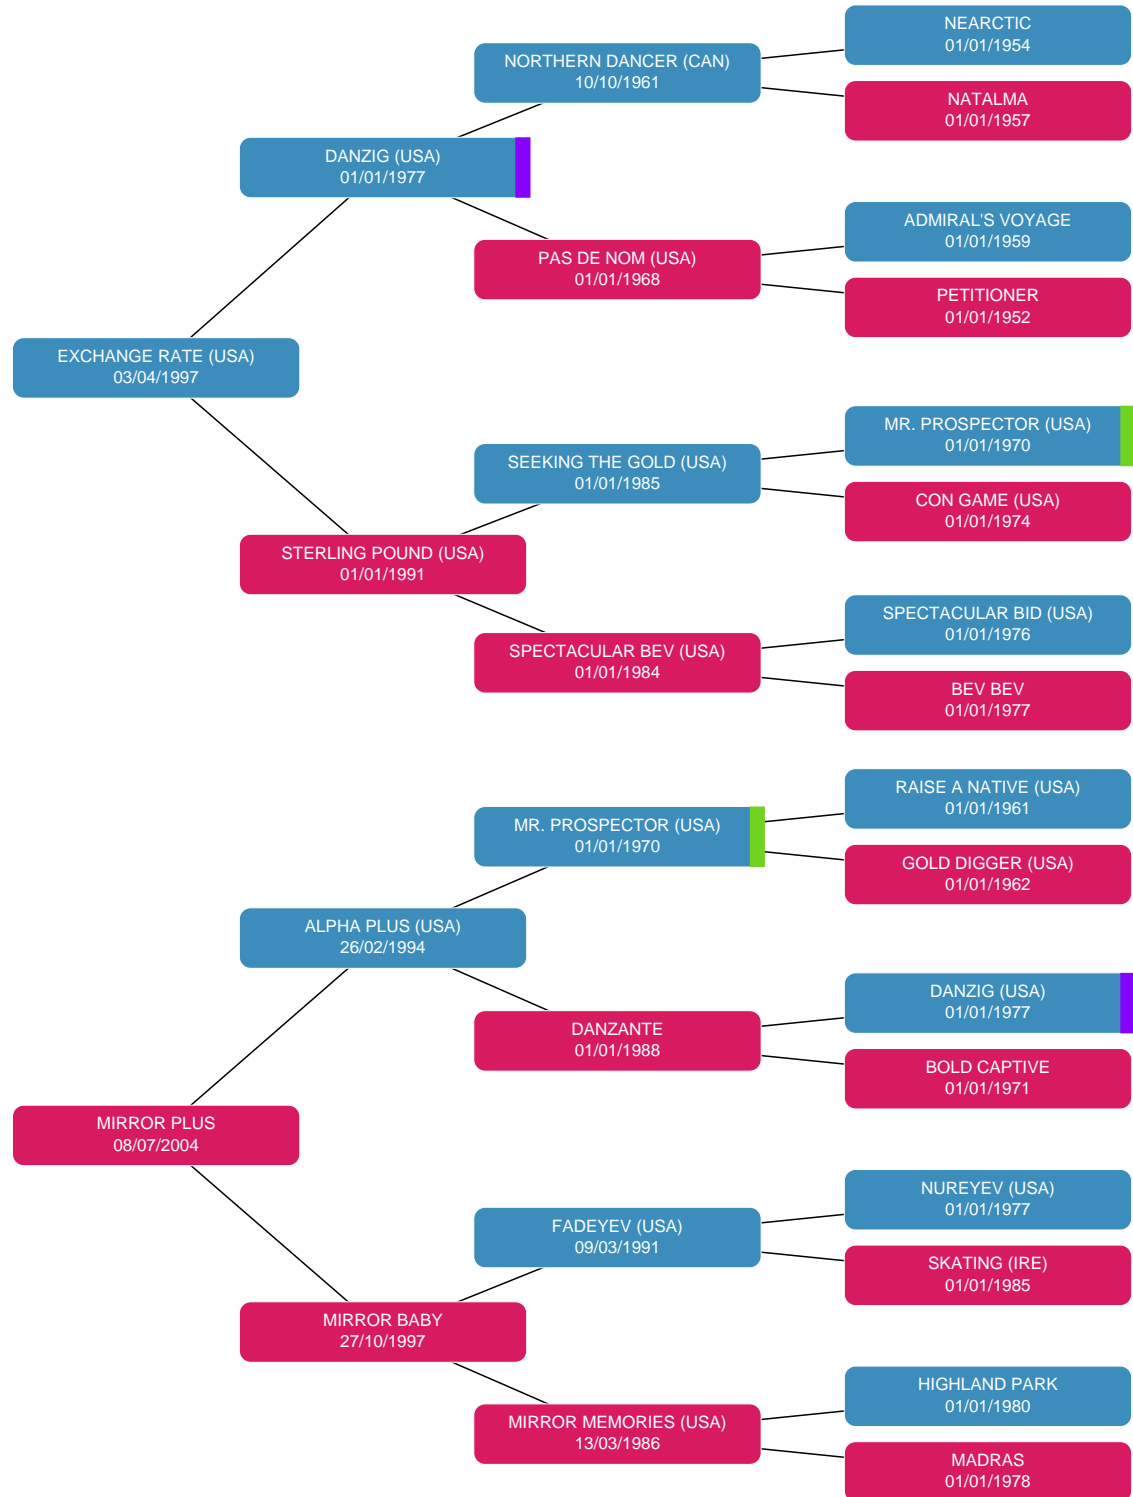 NEARCTIC
01/01/1954
NORTHERN DANCER (CAN)
10/10/1961
NATALMA
01/01/1957
DANZIG (USA)
01/01/1977
ADMIRAL'S VOYAGE
01/01/1959
PAS DE NOM (USA)
01/01/1968
PETITIONER
01/01/1952
EXCHANGE RATE (USA)
03/04/1997
MR. PROSPECTOR (USA)
01/01/1970
SEEKING THE GOLD (USA)
01/01/1985
CON GAME (USA)
01/01/1974
STERLING POUND (USA)
01/01/1991
SPECTACULAR BID (USA)
01/01/1976
SPECTACULAR BEV (USA)
01/01/1984
BEV BEV
01/01/1977
RAISE A NATIVE (USA)
01/01/1961
MR. PROSPECTOR (USA)
01/01/1970
GOLD DIGGER (USA)
01/01/1962
ALPHA PLUS (USA)
26/02/1994
DANZIG (USA)
01/01/1977
DANZANTE
01/01/1988
BOLD CAPTIVE
01/01/1971
MIRROR PLUS
08/07/2004
NUREYEV (USA)
01/01/1977
FADEYEV (USA)
09/03/1991
SKATING (IRE)
01/01/1985
MIRROR BABY
27/10/1997
HIGHLAND PARK
01/01/1980
MIRROR MEMORIES (USA)
13/03/1986
MADRAS
01/01/1978